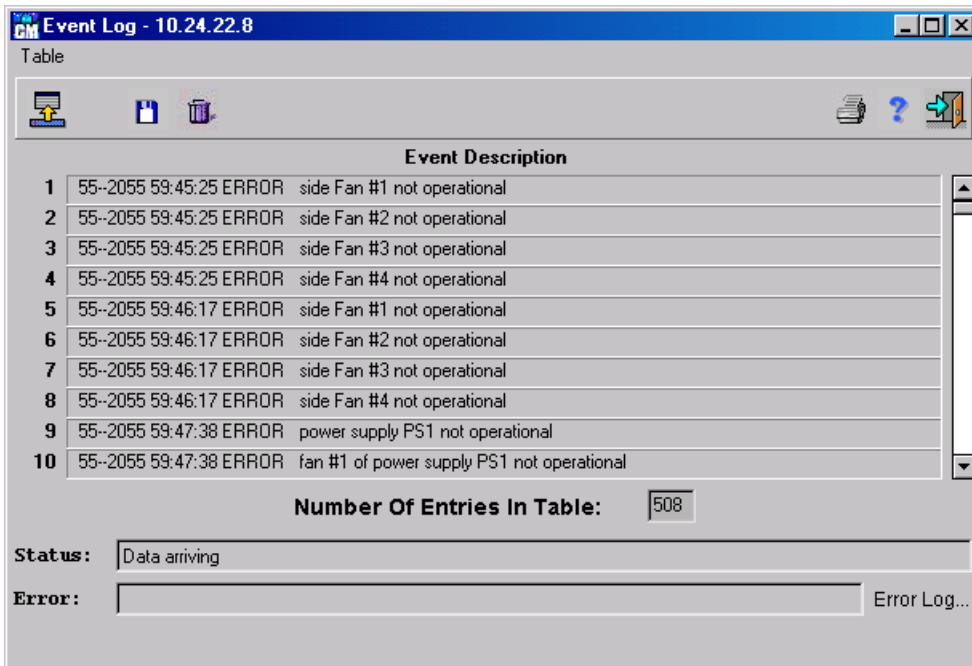 CM Event Log - 10.24.22.8
Table
?
Event Description
1 55--2055 59:45:25 ERROR side Fan #1 not operational
2 55--2055 59:45:25 ERROR side Fan #2 not operational
3 55--2055 59:45:25 ERROR side Fan #3 not operational
4 55--2055 59:45:25 ERROR side Fan #4 not operational
5 55--2055 59:46:17 ERROR side Fan #1 not operational
6 55--2055 59:46:17 ERROR side Fan #2 not operational
7 55--2055 59:46:17 ERROR side Fan #3 not operational
8 55--2055 59:46:17 ERROR side Fan #4 not operational
9 55--2055 59:47:38 ERROR power supply PS1 not operational
10 55--2055 59:47:38 ERROR fan #1 of power supply PS1 not operational
Number Of Entries In Table: 508
Status: Data arriving
Error: Error Log...